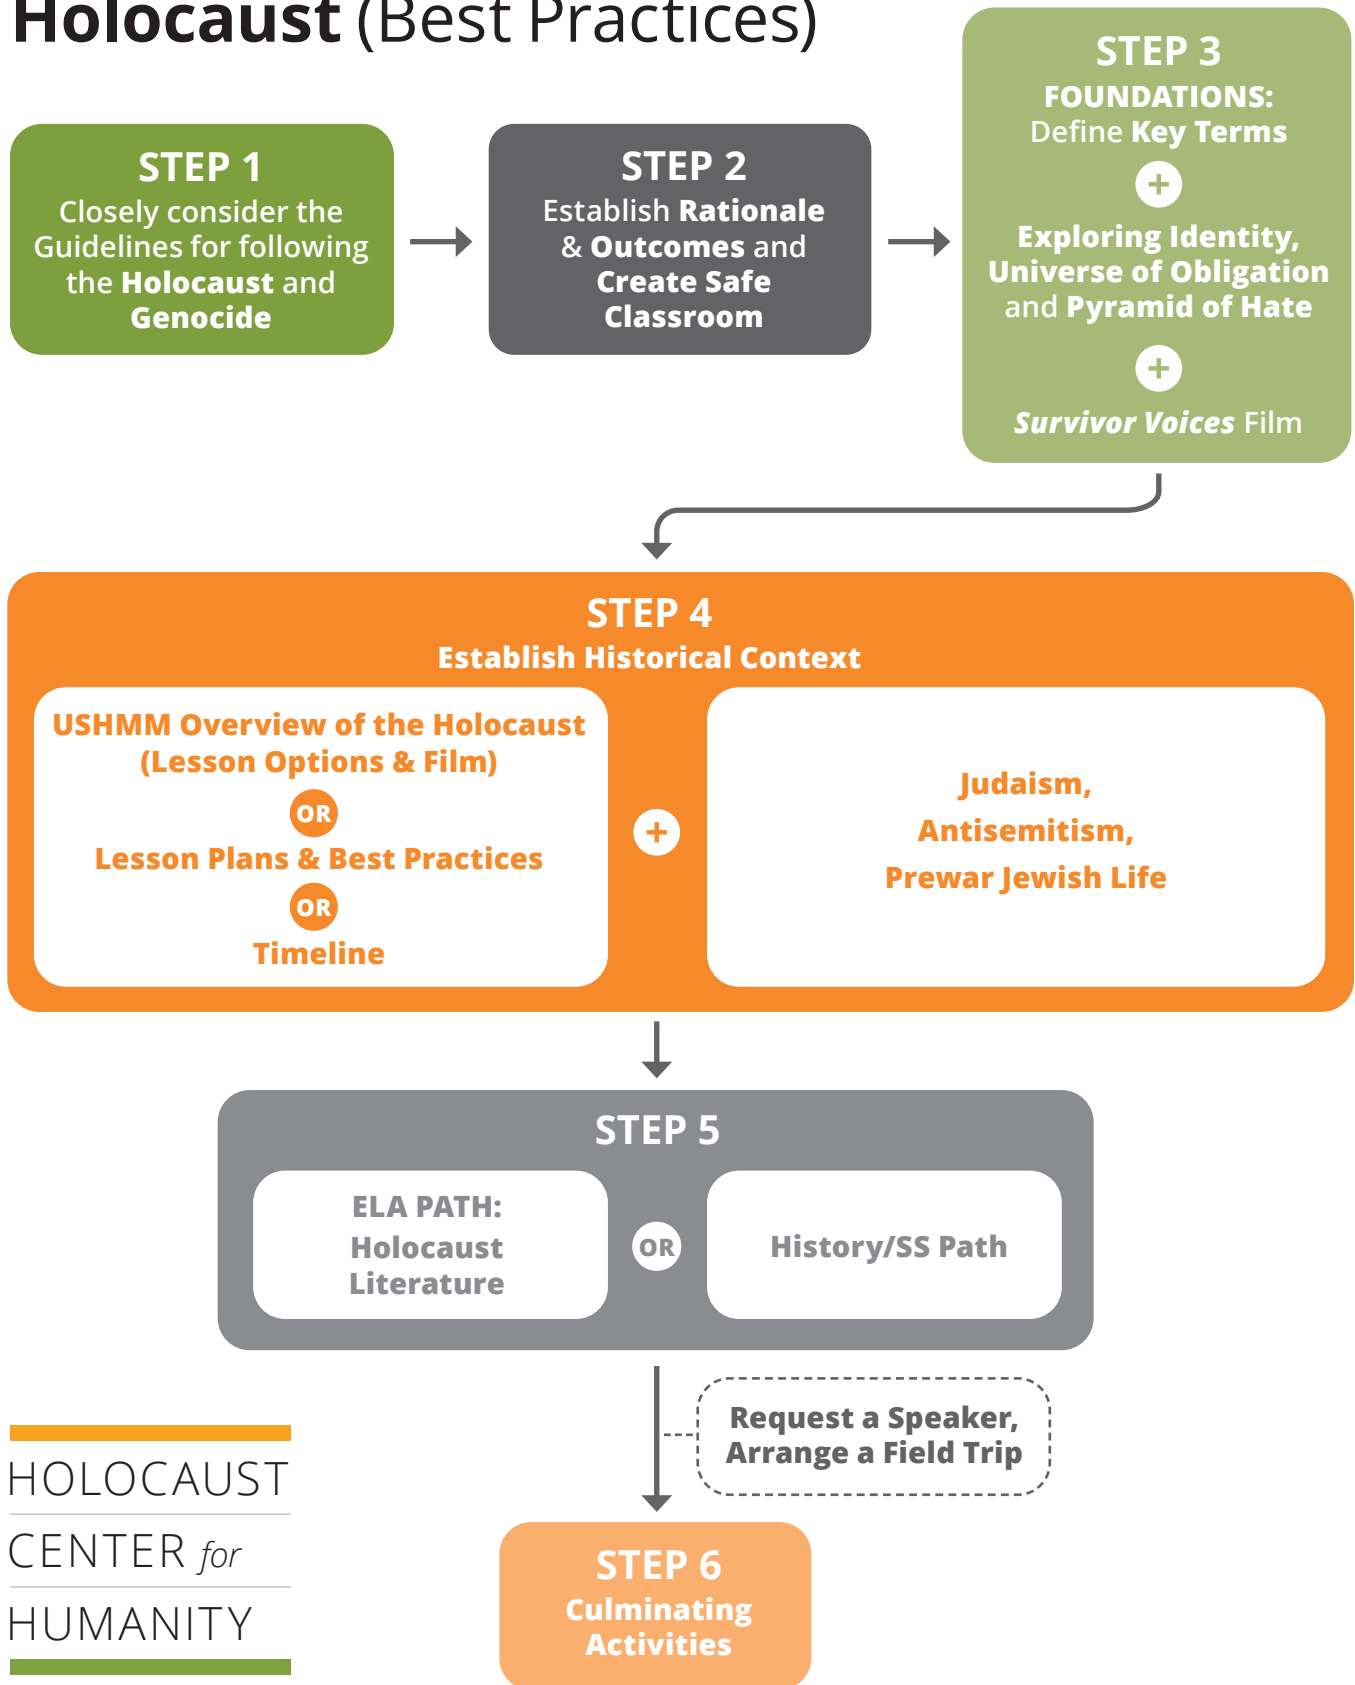 Holocaust (Best Practices)
STEP 1
Closely consider the
Guidelines for following
the Holocaust and
Genocide
STEP 2
Establish Rationale
& Outcomes and
Create Safe
Classroom
STEP 3
FOUNDATIONS:
Define Key Terms
+
Exploring Identity,
Universe of Obligation
and Pyramid of Hate
+
Survivor Voices Film
STEP 4
Establish Historical Context
USHMM Overview of the Holocaust
(Lesson Options & Film)
OR
Lesson Plans & Best Practices
OR
Timeline
+
Judaism,
Antisemitism,
Prewar Jewish Life
STEP 5
ELA PATH:
Holocaust
Literature
OR
History/SS Path
Request a Speaker,
Arrange a Field Trip
STEP 6
Culminating
Activities
HOLOCAUST
CENTER for
HUMANITY